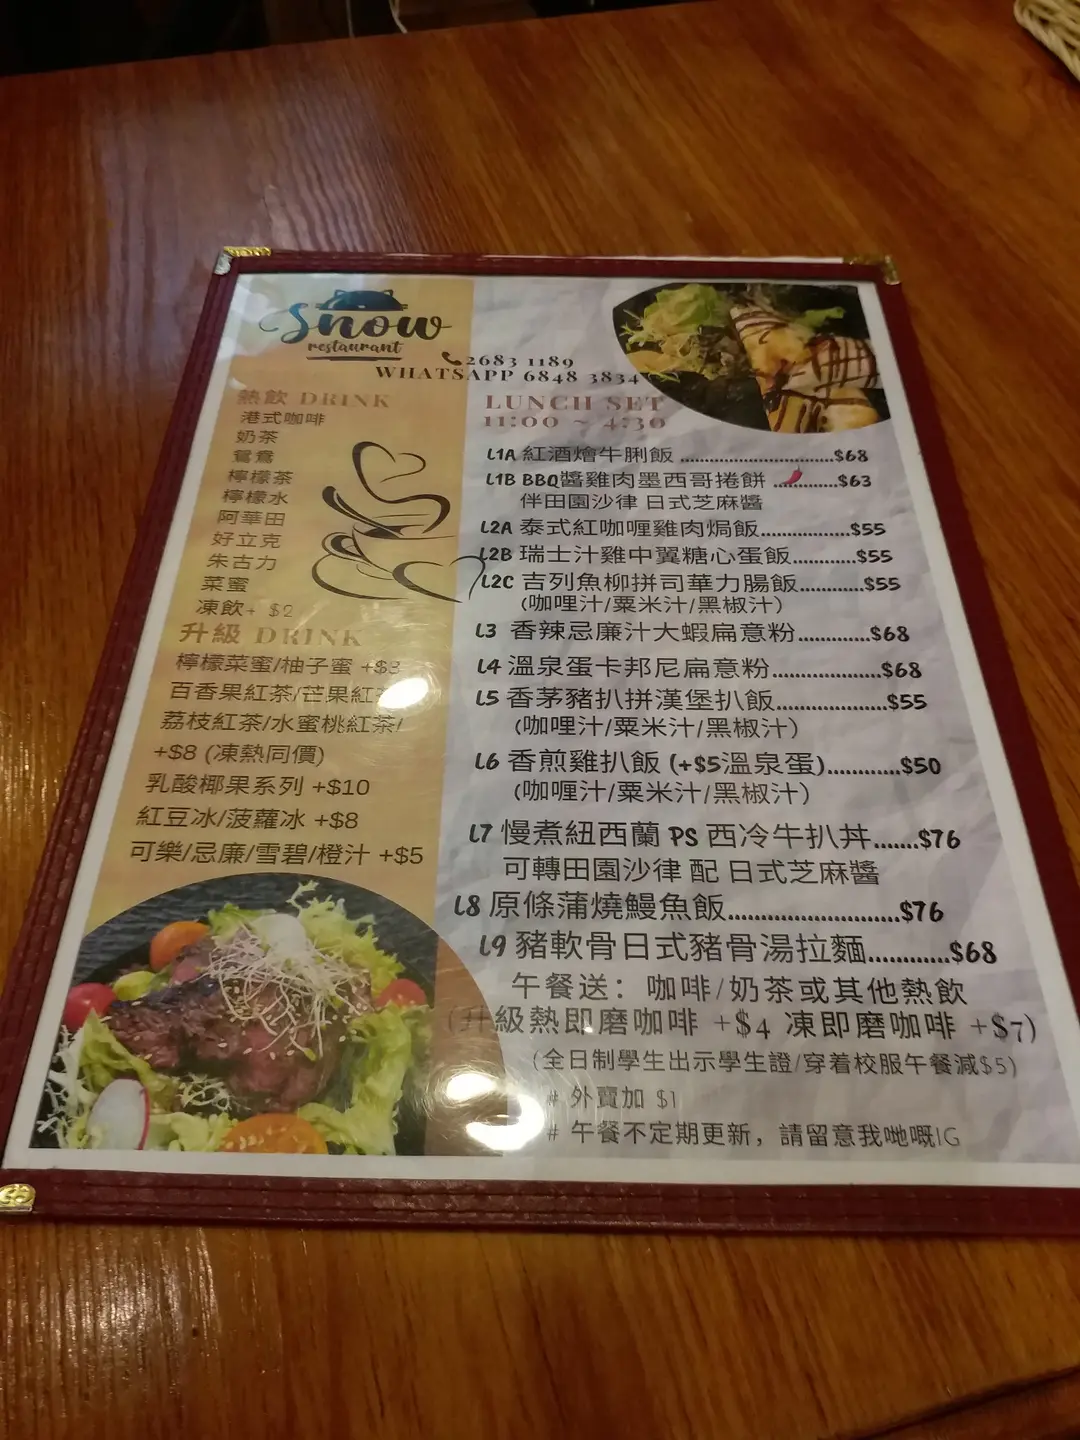 Snow
restaurant
2683 1189
WHATSAPP 6848 3834
熱飲 DRINK
港式咖啡
奶茶
鴛鴦
檸檬茶
檸檬水
阿華田
好立克
朱古力
菜蜜
凍飲+ $2
升級 DRINK
檸檬菜蜜/柚子蜜 +$8
百香果紅茶/芒果紅
荔枝紅茶/水蜜桃紅茶/
+$8 (凍熱同價)
乳酸椰果系列 +$10
紅豆冰/菠蘿冰 +$8
可樂/忌廉/雪碧/橙汁 +$5
LUNCH SET
11:00 ~ 4:30
L1A 紅酒燴牛脷飯 ................................$68
L1B BBQ醬雞肉墨西哥捲餅 ............$63
伴田園沙律 日式芝麻醬
L2A 泰式紅咖喱雞肉焗飯..................$55
L2B 瑞士汁雞中翼糖心蛋飯.............$55
L2C 吉列魚柳拼司華力腸飯............$55
(咖哩汁/粟米汁/黑椒汁)
L3 香辣忌廉汁大蝦扁意粉.............$68
L4 溫泉蛋卡邦尼扁意粉....................$68
L5 香茅豬扒拼漢堡扒飯....................$55
(咖哩汁/粟米汁/黑椒汁)
L6 香煎雞扒飯 (+$5溫泉蛋)............$50
(咖喱汁/粟米汁/黑椒汁)
L7 慢煮紐西蘭 PS 西冷牛扒丼.......$76
可轉田園沙律 配 日式芝麻醬
L8 原條蒲燒鰻魚飯...........................$76
L9 豬軟骨日式豬骨湯拉麵............$68
午餐送：咖啡/奶茶或其他熱飲
(升級熱即磨咖啡 +$4 凍即磨咖啡 +$7)
(全日制學生出示學生證/穿着校服午餐減$5)
# 外賣加 $1
# 午餐不定期更新，請留意我哋嘅IG